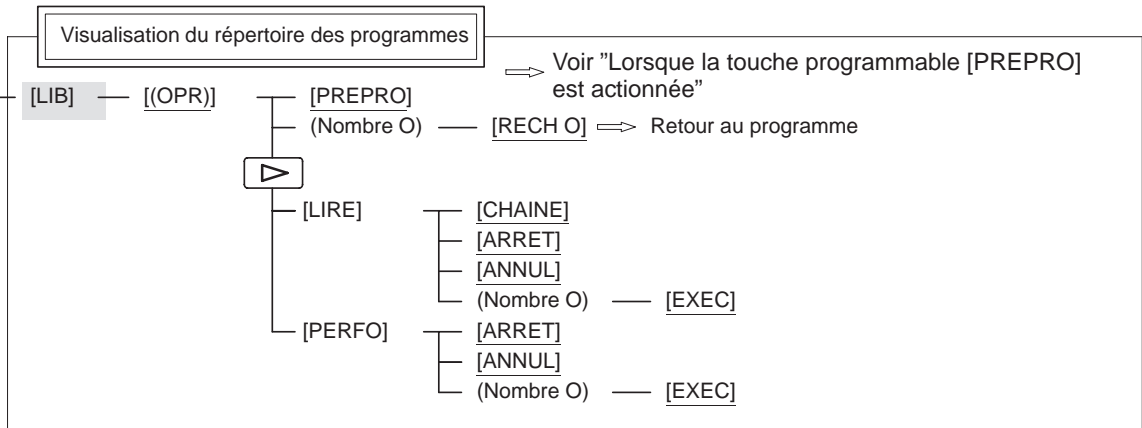 Visualisation du répertoire des programmes
Voir ”Lorsque la touche programmable [PREPRO]
est actionnée”
[LIB] [(OPR)] [PREPRO]
(Nombre O) [RECH O] Retour au programme
[LIRE] [CHAINE]
[ARRET]
[ANNUL]
(Nombre O) [EXEC]
[PERFO] [ARRET]
[ANNUL]
(Nombre O) [EXEC]